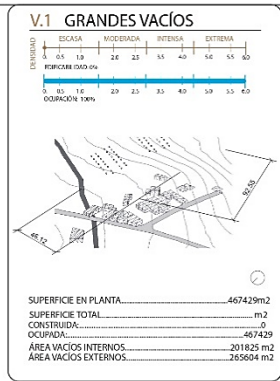 V.1 GRANDES VACÍOS
DENSIDAD
ESCASA MODERADA INTENSA EXTREMA
0. 0.5 1.0 2.0 2.5 3.5 4.0 5.0 5.5 6.0
EDIFICABILIDAD: 0%
0. 0.5 1.0 2.0 2.5 3.5 4.0 5.0 5.5 6.0
OCUPACIÓN: 100%
92.55
46.12
SUPERFICIE EN PLANTA..........467429m2
SUPERFICIE TOTAL.......... m2
CONSTRUIDA:..........0
OCUPADA:..........467429
ÁREA VACÍOS INTERNOS..........201825 m2
ÁREA VACÍOS EXTERNOS..........265604 m2